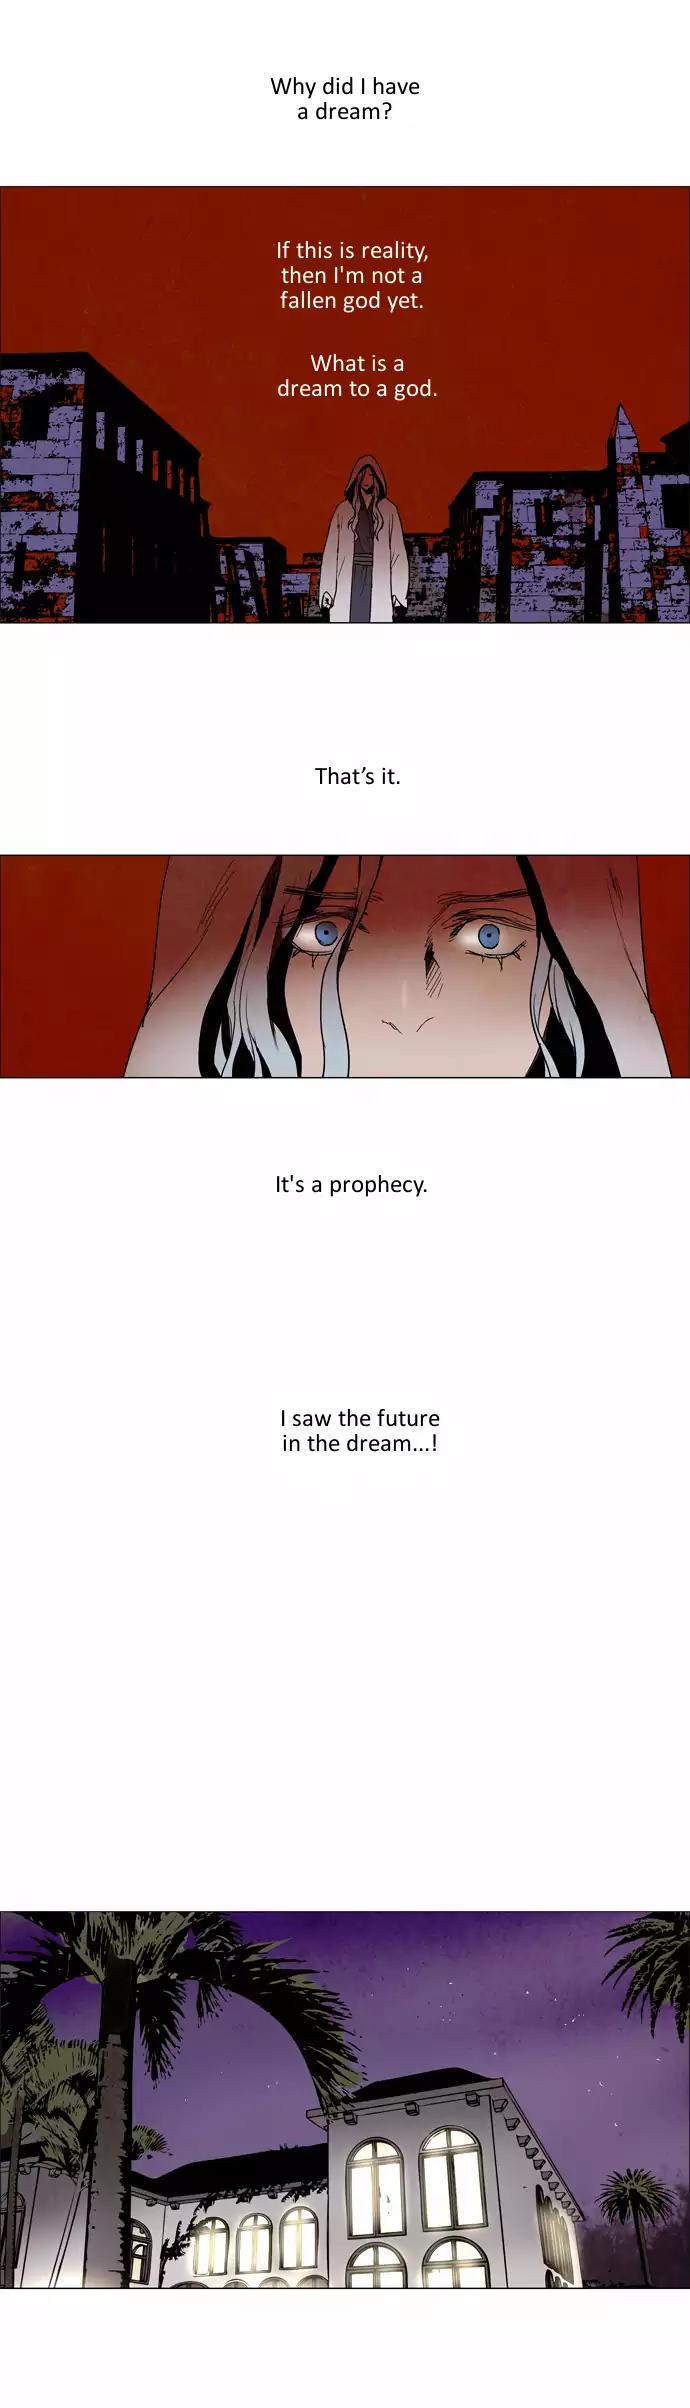 Why did I have
a dream?
If this is reality,
then I'm not a
fallen god yet.
What is a
dream to a god.
That’s it.
It's a prophecy.
I saw the future
in the dream...!